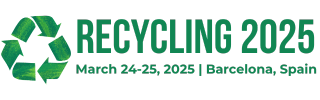 RECYCLING 2025
March 24-25, 2025 | Barcelona, Spain